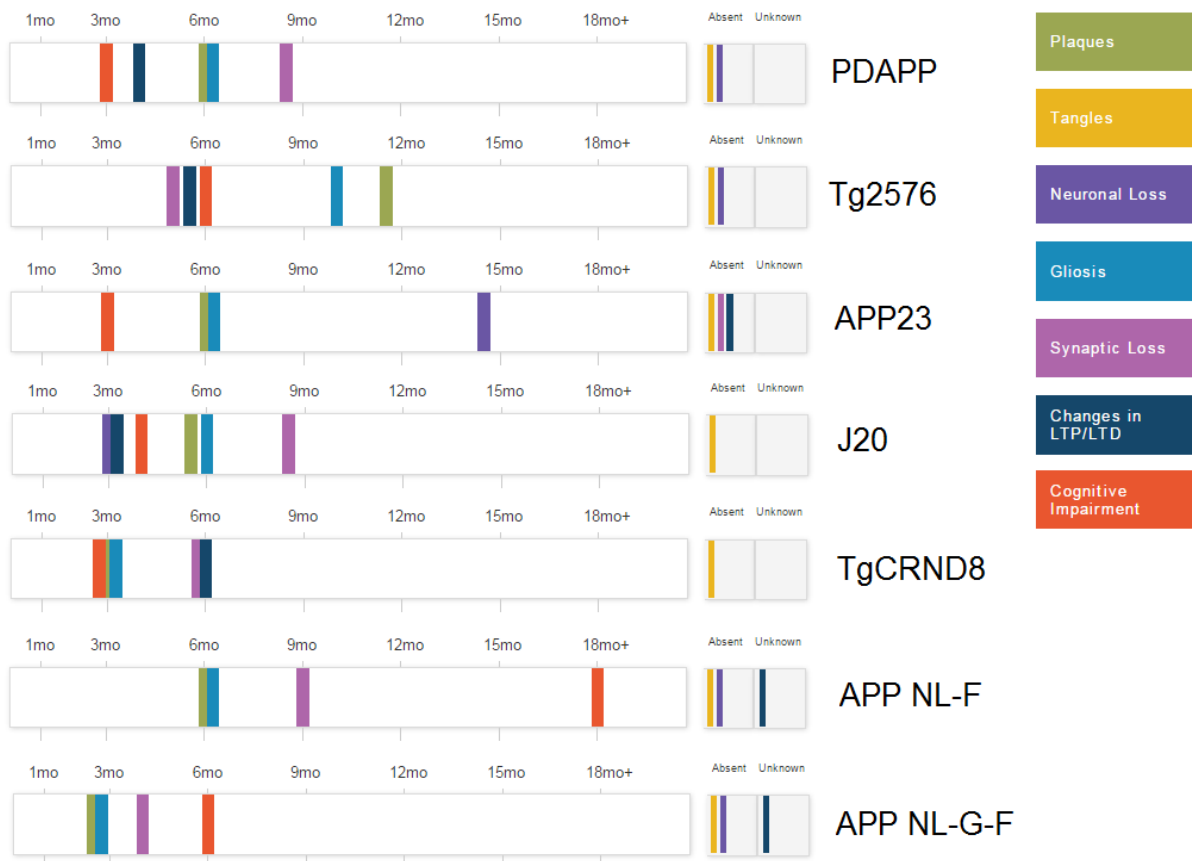 1mo 3mo 6mo 9mo 12mo 15mo 18mo+ Absent Unknown
PDAPP
1mo 3mo 6mo 9mo 12mo 15mo 18mo+ Absent Unknown
Tg2576
1mo 3mo 6mo 9mo 12mo 15mo 18mo+ Absent Unknown
APP23
1mo 3mo 6mo 9mo 12mo 15mo 18mo+ Absent Unknown
J20
1mo 3mo 6mo 9mo 12mo 15mo 18mo+ Absent Unknown
TgCRND8
1mo 3mo 6mo 9mo 12mo 15mo 18mo+ Absent Unknown
APP NL-F
1mo 3mo 6mo 9mo 12mo 15mo 18mo+ Absent Unknown
APP NL-G-F
Plaques
Tangles
Neuronal Loss
Gliosis
Synaptic Loss
Changes in
LTP/LTD
Cognitive
Impairment